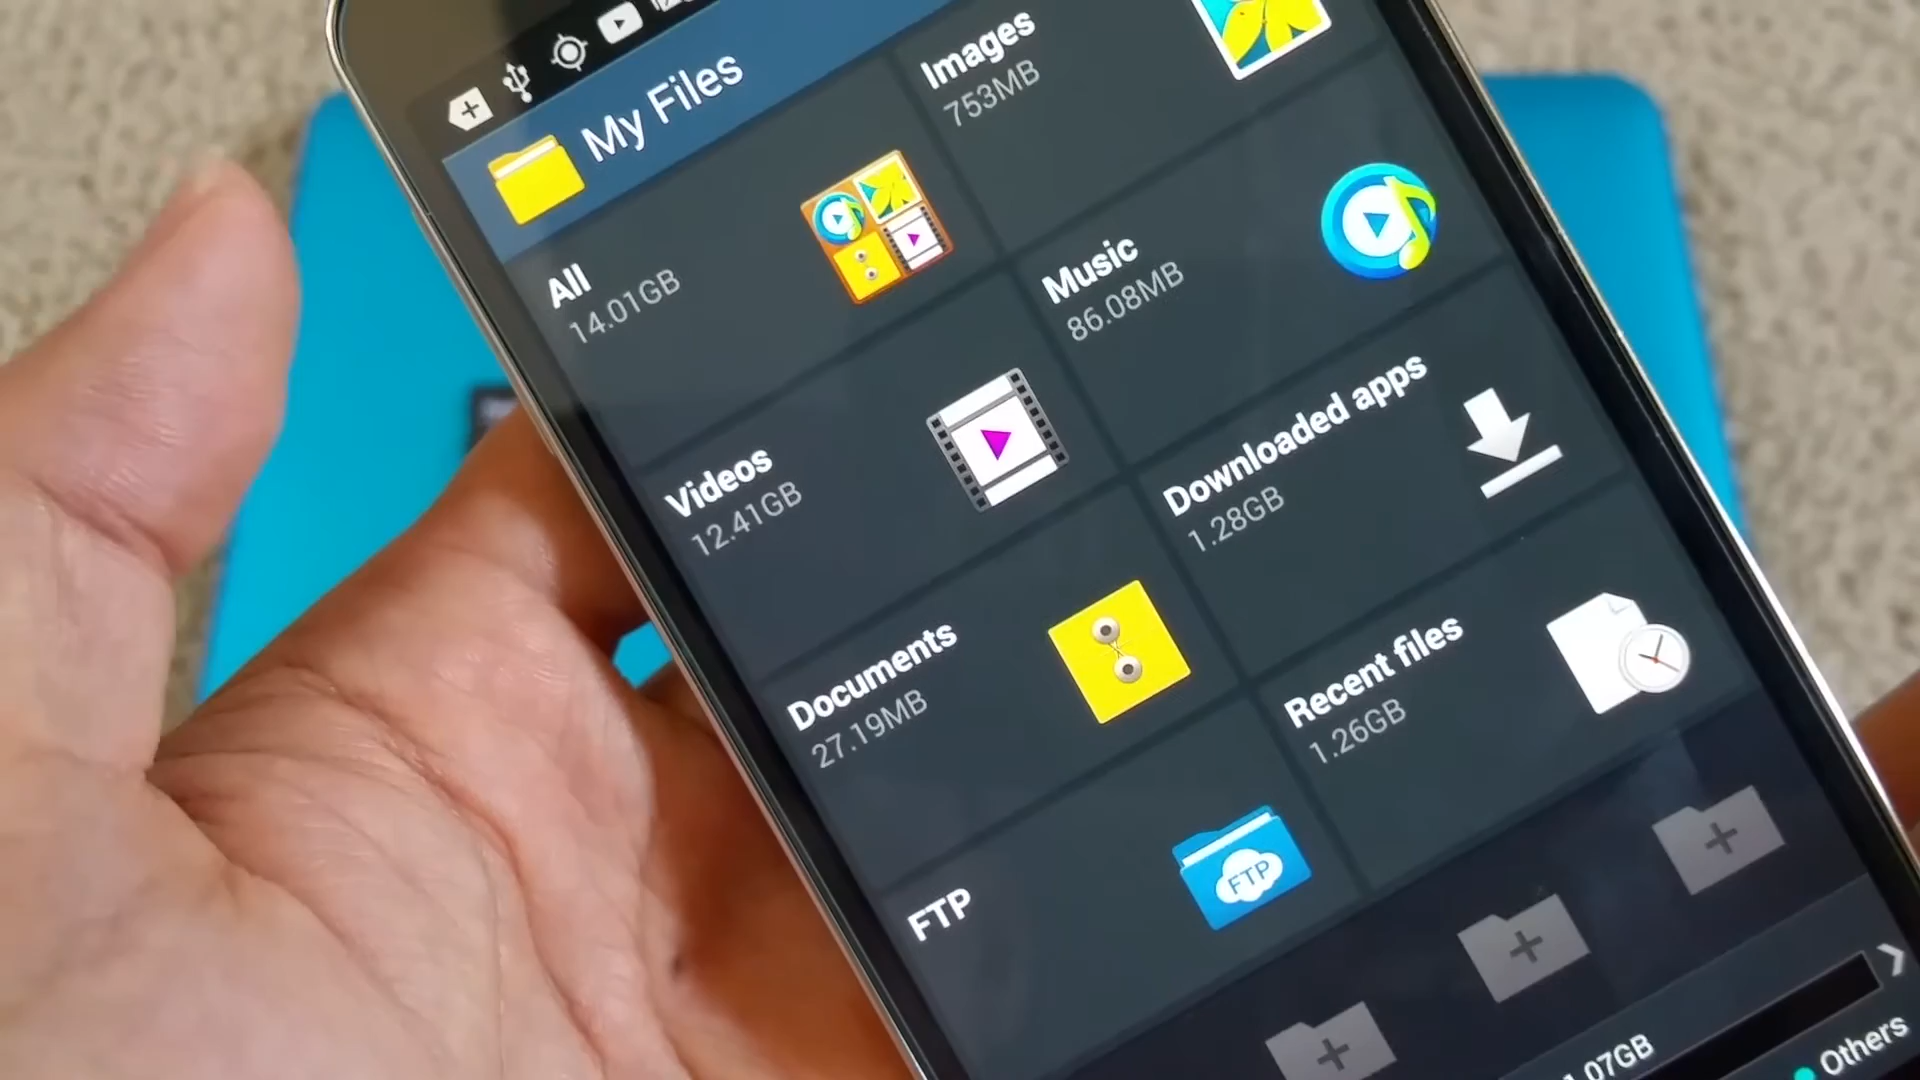 My Files
All
14.01GB
Images
753MB
Videos
12.41GB
Music
86.08MB
Documents
27.19MB
Downloaded apps
1.28GB
FTP
FTP
Recent files
1.26GB
.07GB
Others